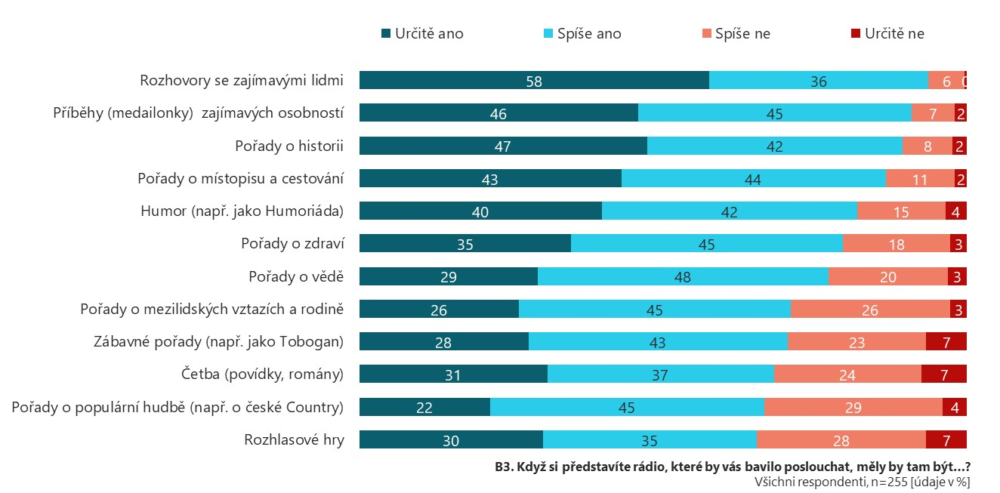 Určitě ano Spíše ano Spíše ne Určitě ne
Rozhovory se zajímavými lidmi 58 36 6 0
Příběhy (medailonky) zajímavých osobností 46 45 7 2
Pořady o historii 47 42 8 2
Pořady o místopisu a cestování 43 44 11 2
Humor (např. jako Humoriáda) 40 42 15 4
Pořady o zdraví 35 45 18 3
Pořady o vědě 29 48 20 3
Pořady o mezilidských vztazích a rodině 26 45 26 3
Zábavné pořady (např. jako Tobogan) 28 43 23 7
Četba (povídky, romány) 31 37 24 7
Pořady o populární hudbě (např. o české Country) 22 45 29 4
Rozhlasové hry 30 35 28 7
B3. Když si představíte rádio, které by vás bavilo poslouchat, měly by tam být...?
Všichni respondenti, n=255 [údaje v %]